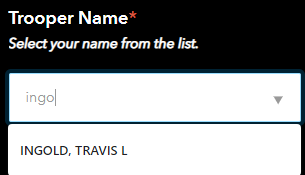 Trooper Name*
Select your name from the list.
ingo
INGOLD, TRAVIS L